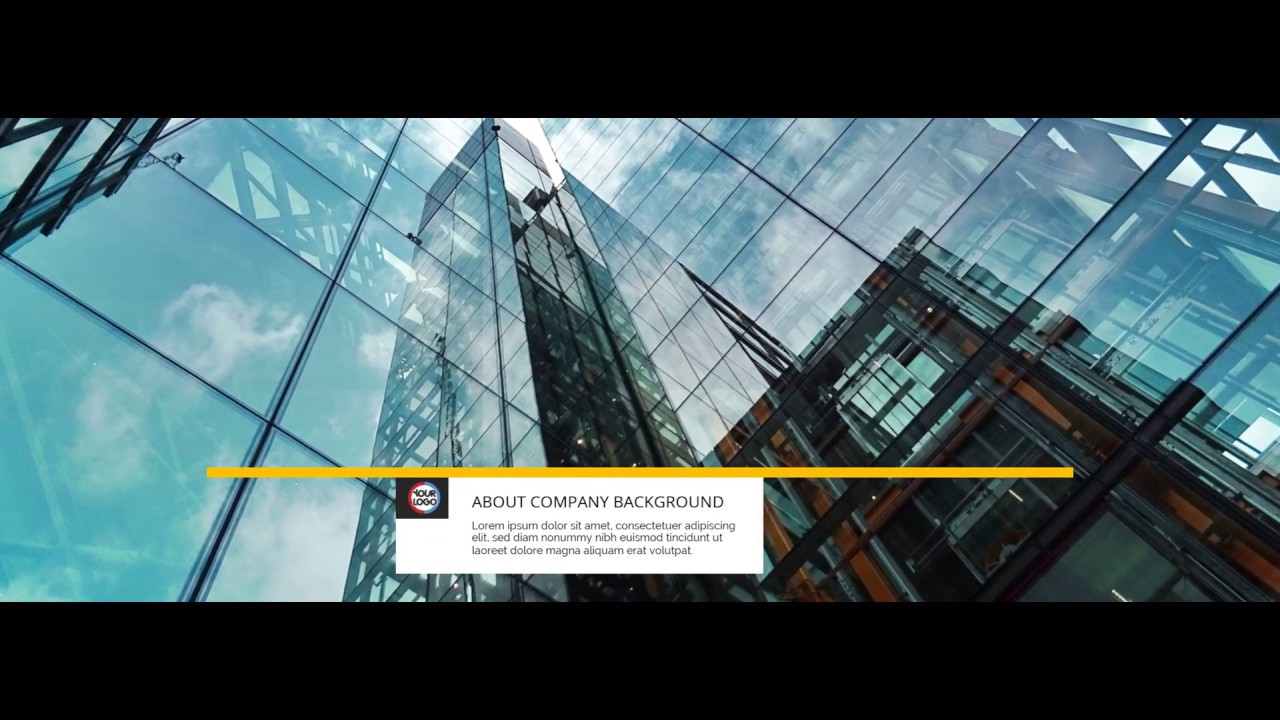 YOUR
LOGO
ABOUT COMPANY BACKGROUND
Lorem ipsum dolor sit amet, consectetuer adipiscing
elit, sed diam nonummy nibh euismod tincidunt ut
laoreet dolore magna aliquam erat volutpat.